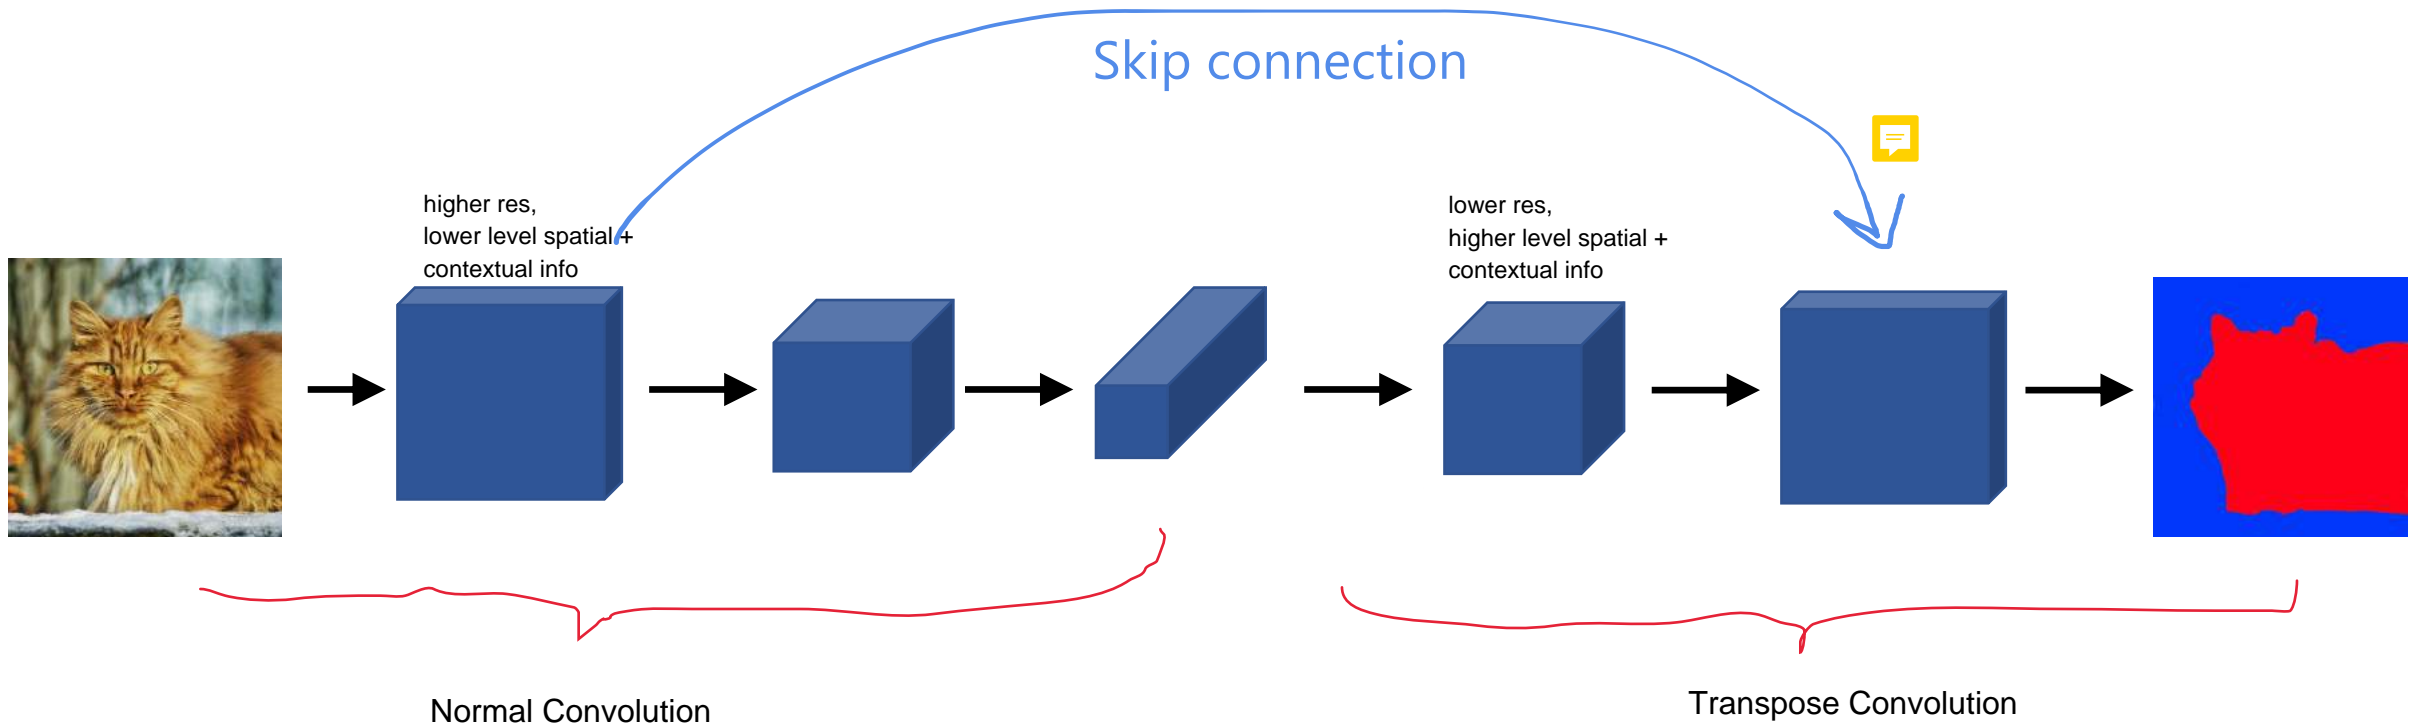 Skip connection
higher res,
lower level spatial +
contextual info
lower res,
higher level spatial +
contextual info
Normal Convolution
Transpose Convolution